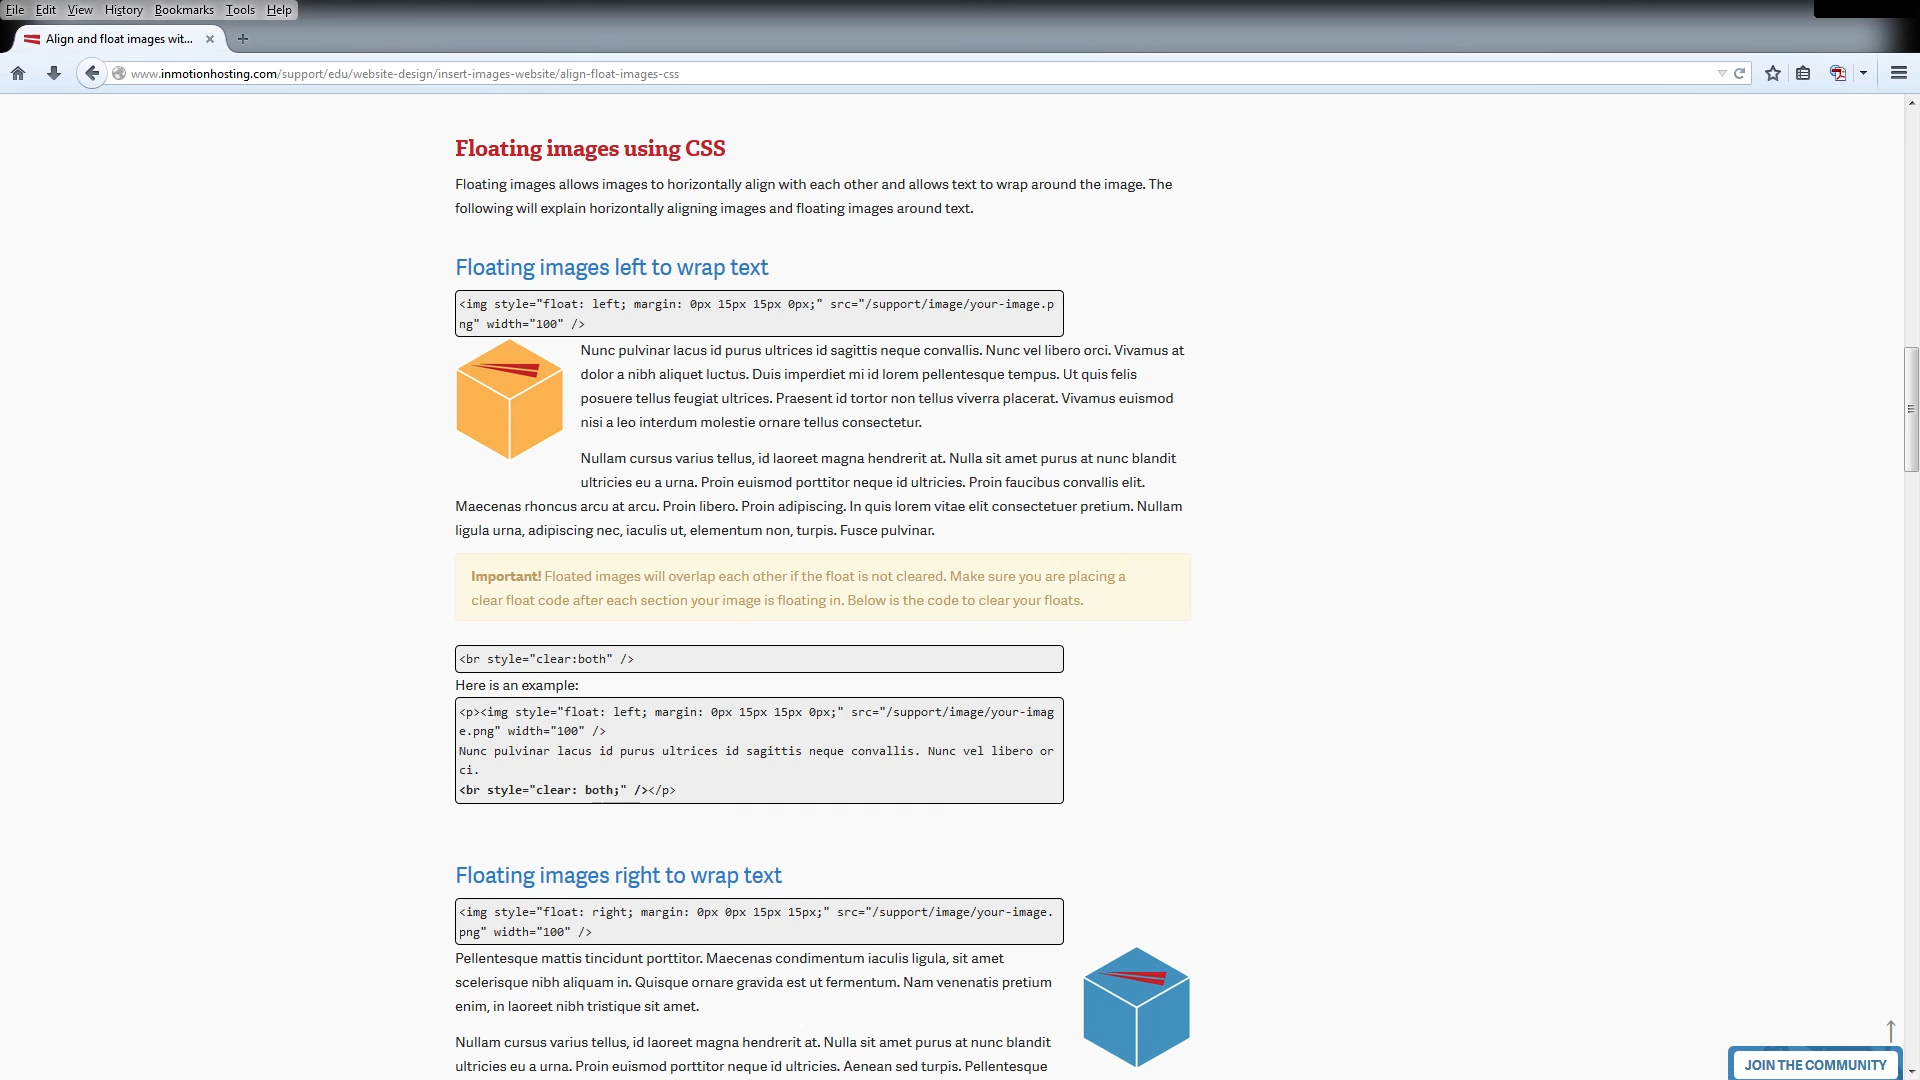 File Edit View History Bookmarks Tools Help
Align and float images wit...
www.inmotionhosting.com/support/edu/website-design/insert-images-website/align-float-images-css
Floating images using CSS
Floating images allows images to horizontally align with each other and allows text to wrap around the image. The
following will explain horizontally aligning images and floating images around text.
Floating images left to wrap text
<img style="float: left; margin: 0px 15px 15px 0px;" src="/support/image/your-image.p
ng" width="100" />
Nunc pulvinar lacus id purus ultrices id sagittis neque convallis. Nunc vel libero orci. Vivamus at
dolor a nibh aliquet luctus. Duis imperdiet mi id lorem pellentesque tempus. Ut quis felis
posuere tellus feugiat ultrices. Praesent id tortor non tellus viverra placerat. Vivamus euismod
nisi a leo interdum molestie ornare tellus consectetur.
Nullam cursus varius tellus, id laoreet magna hendrerit at. Nulla sit amet purus at nunc blandit
ultricies eu a urna. Proin euismod porttitor neque id ultricies. Proin faucibus convallis elit.
Maecenas rhoncus arcu at arcu. Proin libero. Proin adipiscing. In quis lorem vitae elit consectetuer pretium. Nullam
ligula urna, adipiscing nec, iaculis ut, elementum non, turpis. Fusce pulvinar.
Important! Floated images will overlap each other if the float is not cleared. Make sure you are placing a
clear float code after each section your image is floating in. Below is the code to clear your floats.
<br style="clear:both" />
Here is an example:
<p><img style="float: left; margin: 0px 15px 15px 0px;" src="/support/image/your-imag
e.png" width="100" />
Nunc pulvinar lacus id purus ultrices id sagittis neque convallis. Nunc vel libero or
ci.
<br style="clear: both;" /></p>
Floating images right to wrap text
<img style="float: right; margin: 0px 0px 15px 15px;" src="/support/image/your-image.
png" width="100" />
Pellentesque mattis tincidunt porttitor. Maecenas condimentum iaculis ligula, sit amet
scelerisque nibh aliquam in. Quisque ornare gravida est ut fermentum. Nam venenatis pretium
enim, in laoreet nibh tristique sit amet.
Nullam cursus varius tellus, id laoreet magna hendrerit at. Nulla sit amet purus at nunc blandit
ultricies eu a urna. Proin euismod porttitor neque id ultricies. Aenean sed turpis. Pellentesque
JOIN THE COMMUNITY